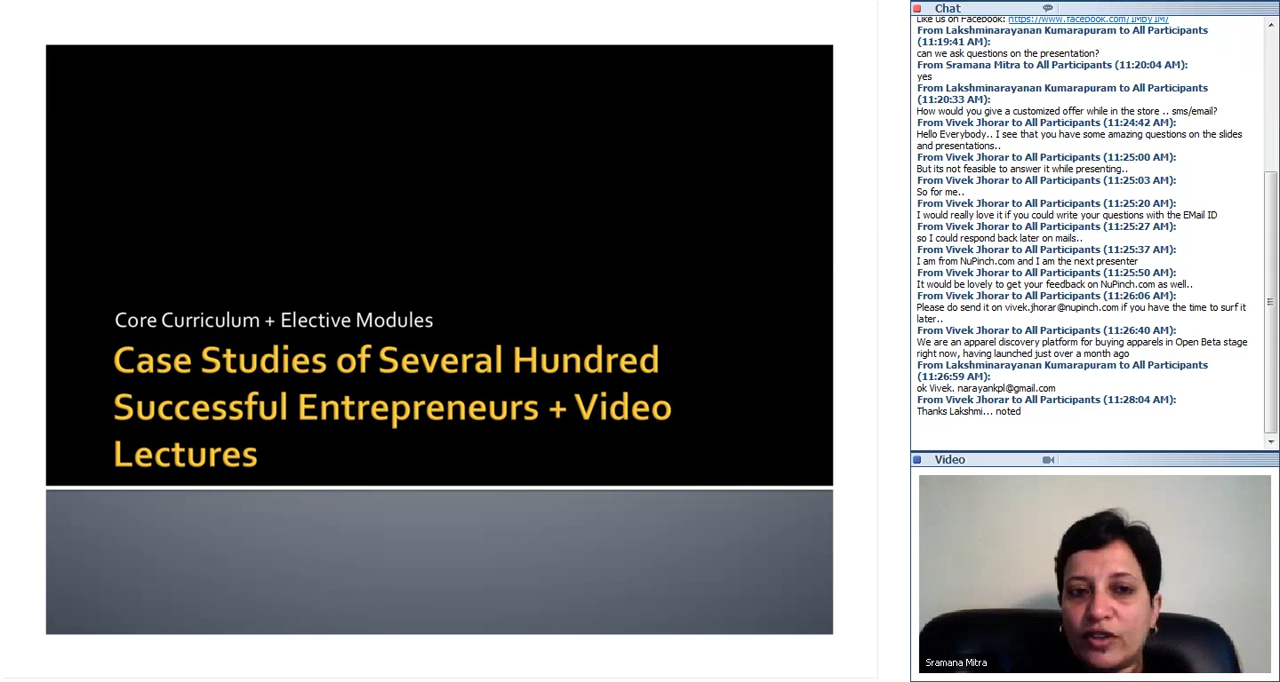 Core Curriculum + Elective Modules
Case Studies of Several Hundred
Successful Entrepreneurs + Video
Lectures
Chat
Like us on Facebook: https://www.facebook.com/1Mby1M/
From Lakshminarayanan Kumarapuram to All Participants
(11:19:41 AM):
can we ask questions on the presentation?
From Sramana Mitra to All Participants (11:20:04 AM):
yes
From Lakshminarayanan Kumarapuram to All Participants
(11:20:33 AM):
How would you give a customized offer while in the store .. sms/email?
From Vivek Jhorar to All Participants (11:24:42 AM):
Hello Everybody.. I see that you have some amazing questions on the slides
and presentations..
From Vivek Jhorar to All Participants (11:25:00 AM):
But its not feasible to answer it while presenting..
From Vivek Jhorar to All Participants (11:25:03 AM):
So for me..
From Vivek Jhorar to All Participants (11:25:20 AM):
I would really love it if you could write your questions with the EMail ID
From Vivek Jhorar to All Participants (11:25:27 AM):
so I could respond back later on mails..
From Vivek Jhorar to All Participants (11:25:37 AM):
I am from NuPinch.com and I am the next presenter
From Vivek Jhorar to All Participants (11:25:50 AM):
It would be lovely to get your feedback on NuPinch.com as well..
From Vivek Jhorar to All Participants (11:26:06 AM):
Please do send it on vivek.jhorar@nupinch.com if you have the time to surf it
later..
From Vivek Jhorar to All Participants (11:26:40 AM):
We are an apparel discovery platform for buying apparels in Open Beta stage
right now, having launched just over a month ago
From Lakshminarayanan Kumarapuram to All Participants
(11:26:59 AM):
ok Vivek. narayankpl@gmail.com
From Vivek Jhorar to All Participants (11:28:04 AM):
Thanks Lakshmi... noted
Video
Sramana Mitra